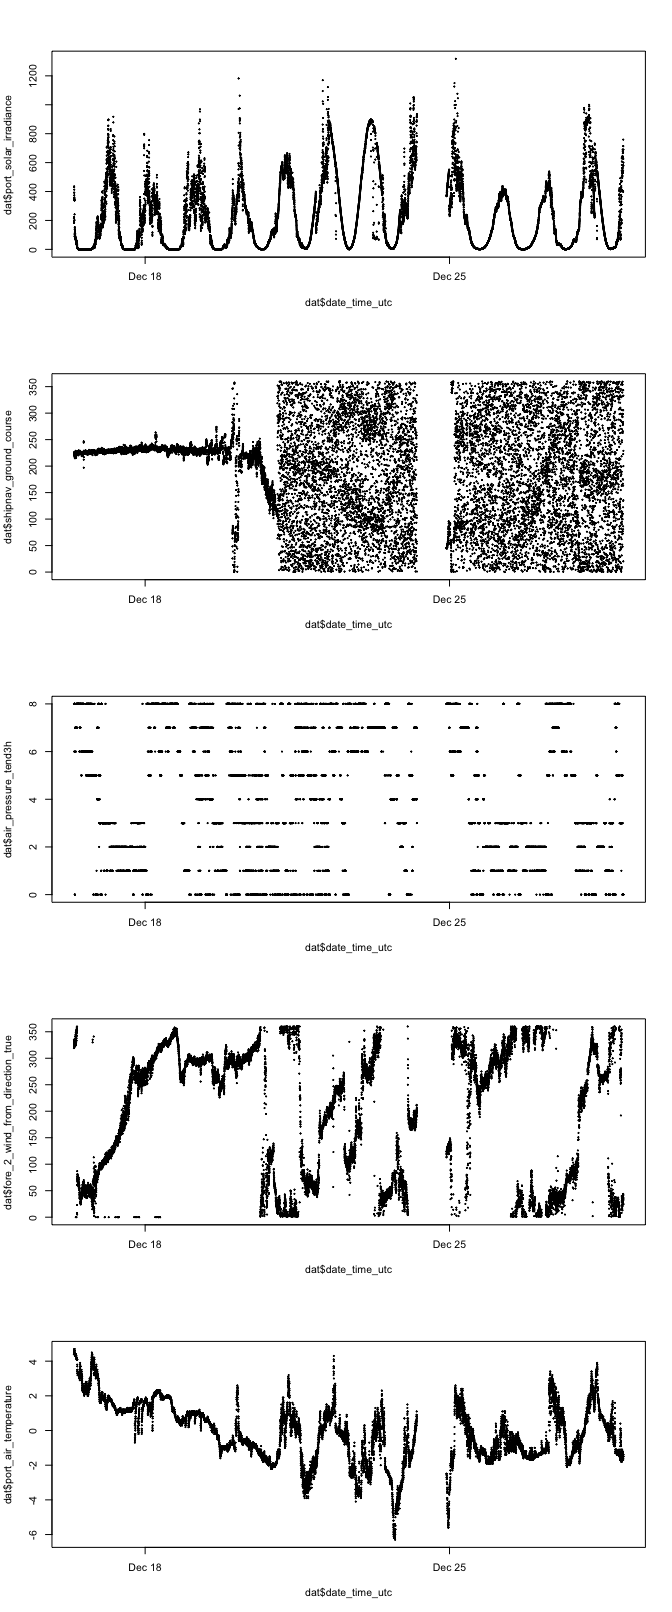 dat$port_solar_irradiance
0 200 400 600 800 1200
Dec 18 Dec 25
dat$date_time_utc
dat$shipnav_ground_course
0 50 100 150 200 250 300 350
Dec 18 Dec 25
dat$date_time_utc
dat$air_pressure_tend3h
0 2 4 6 8
Dec 18 Dec 25
dat$date_time_utc
dat$fore_2_wind_from_direction_true
0 50 100 150 200 250 300 350
Dec 18 Dec 25
dat$date_time_utc
dat$port_air_temperature
-6 -4 -2 0 2 4
Dec 18 Dec 25
dat$date_time_utc